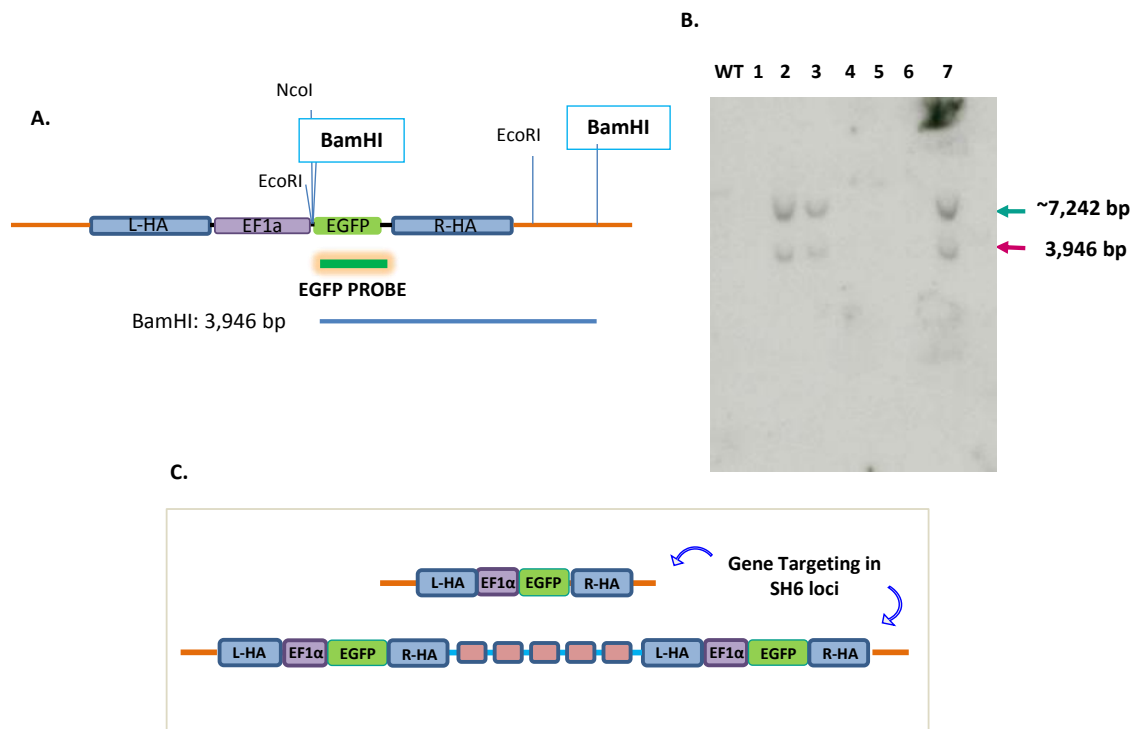 A.
NcoI
BamHI
EcoRI
EcoRI
BamHI
L-HA EF1a EGFP R-HA
EGFP PROBE
BamHI: 3,946 bp
B.
WT 1 2 3 4 5 6 7
~7,242 bp
3,946 bp
C.
Gene Targeting in
SH6 loci
L-HA EF1α EGFP R-HA
L-HA EF1α EGFP R-HA L-HA EF1α EGFP R-HA